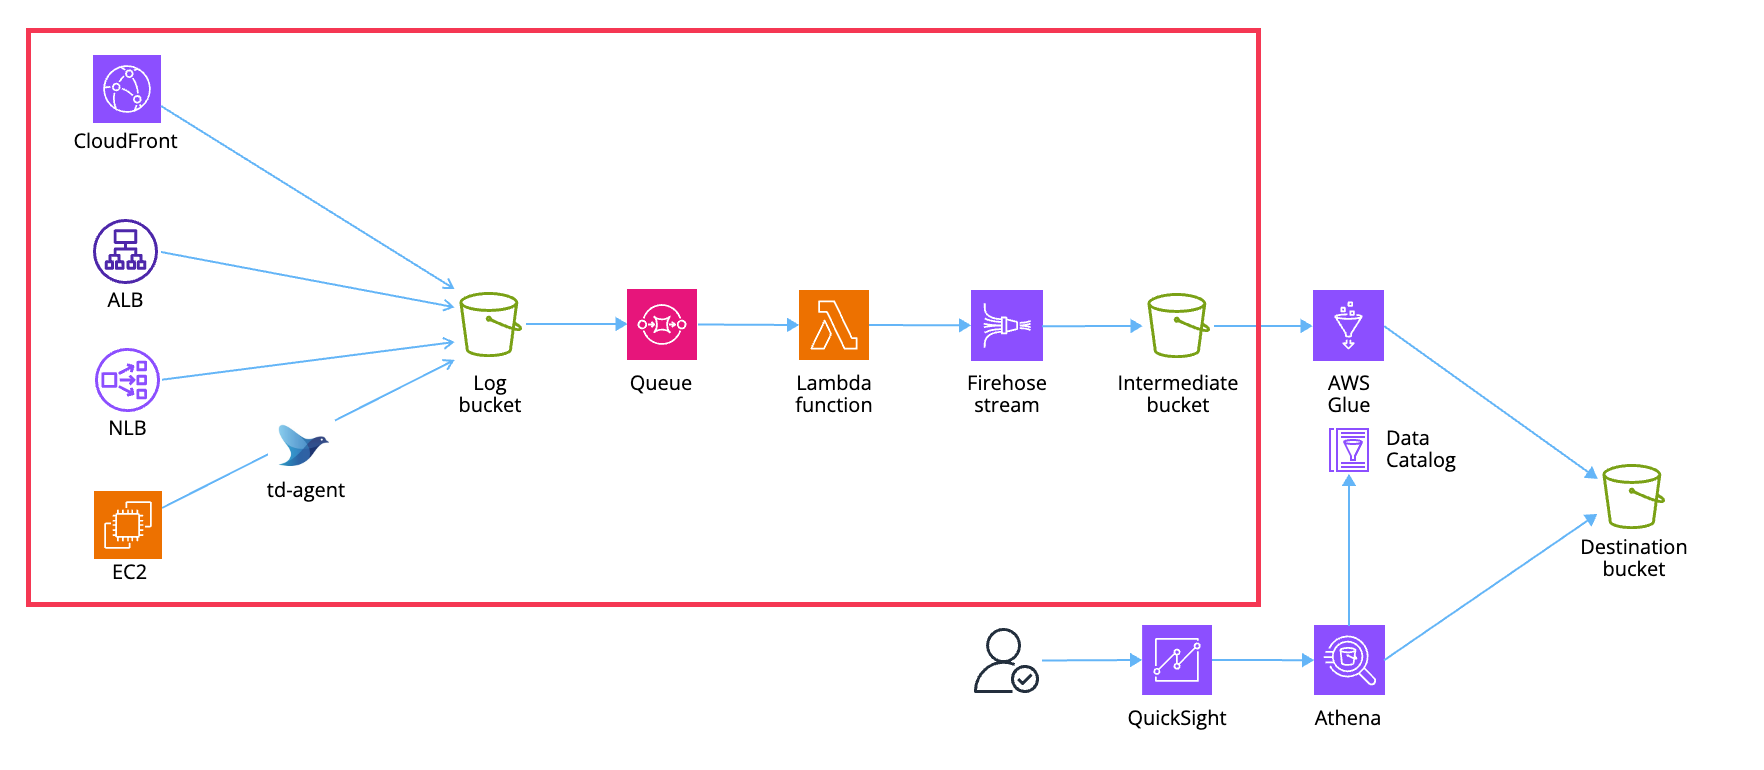 CloudFront
ALB
NLB
td-agent
EC2
Log
bucket
Queue
Lambda
function
Firehose
stream
Intermediate
bucket
AWS
Glue
Data
Catalog
Destination
bucket
QuickSight
Athena